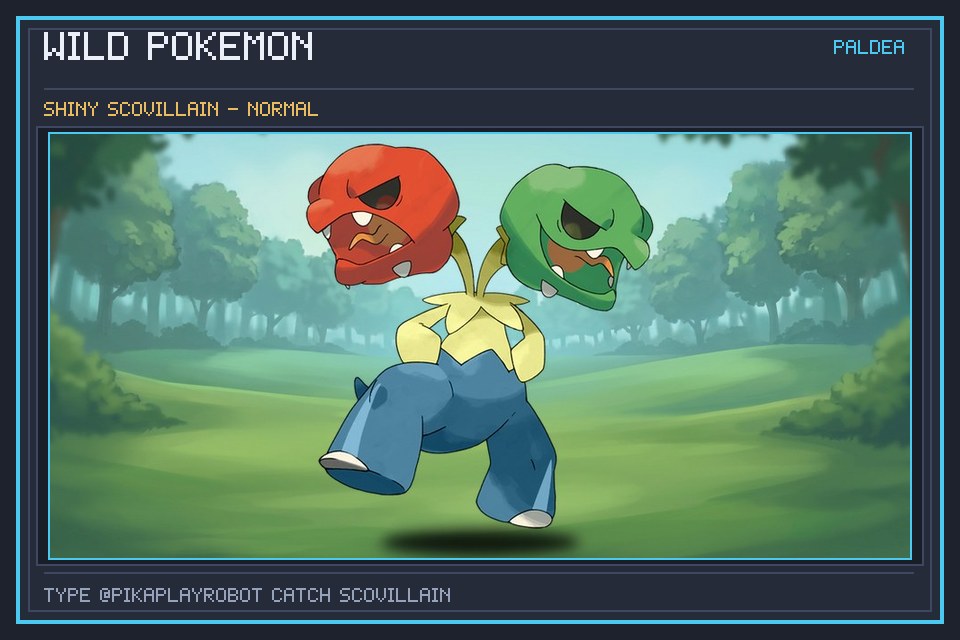 WILD POKEMON
PALDEA
SHINY SCOVILLAIN - NORMAL
TYPE @PIKAPLAYROBOT CATCH SCOVILLAIN